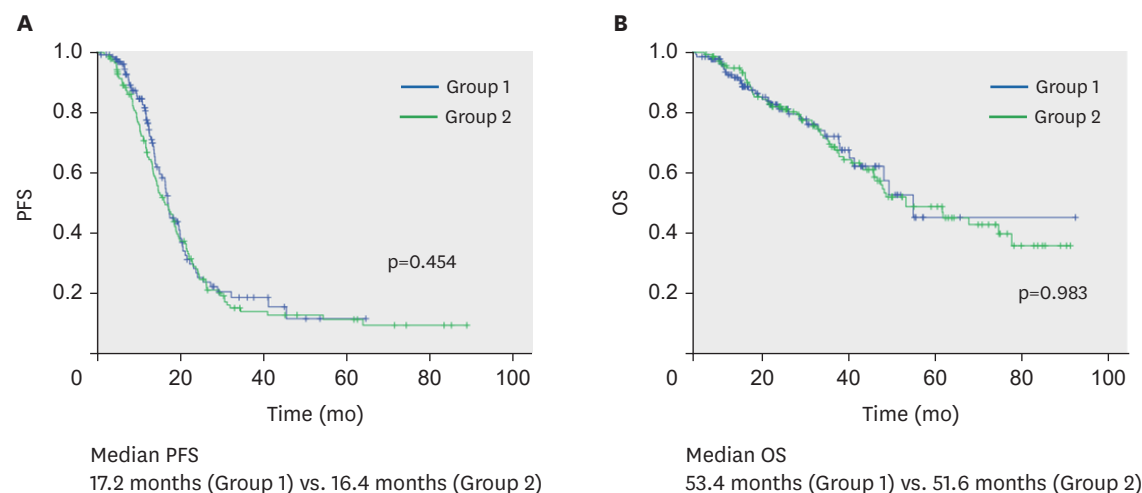 A
1.0
0.8
0.6
0.4
0.2
PFS
Group 1
Group 2
p=0.454
0 20 40 60 80 100
Time (mo)
Median PFS
17.2 months (Group 1) vs. 16.4 months (Group 2)
B
1.0
0.8
0.6
0.4
0.2
OS
Group 1
Group 2
p=0.983
0 20 40 60 80 100
Time (mo)
Median OS
53.4 months (Group 1) vs. 51.6 months (Group 2)